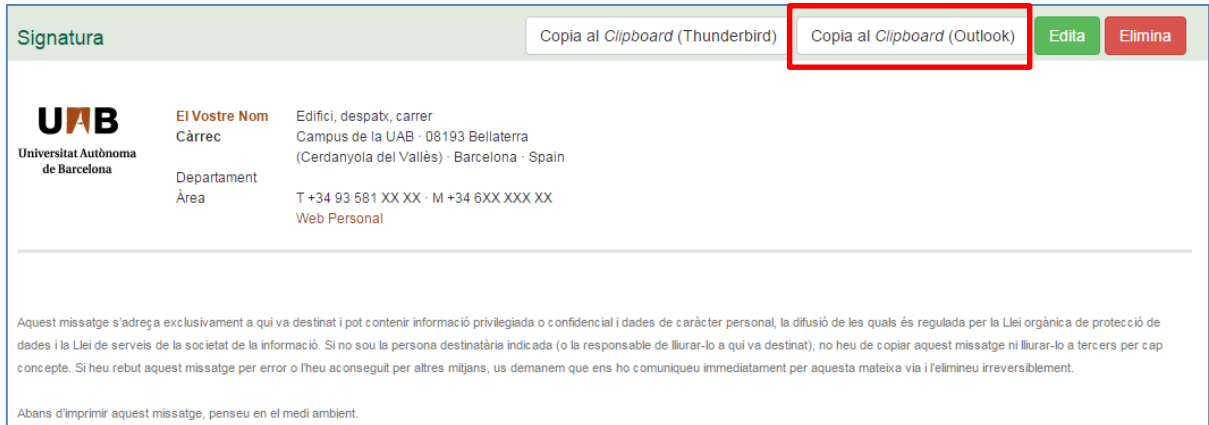 Signatura
Copia al Clipboard (Thunderbird)
Copia al Clipboard (Outlook)
Edita
Elimina
UAB
Universitat Autònoma
de Barcelona
El Vostre Nom
Càrrec
Departament
Àrea
Edifici, despatx, carrer
Campus de la UAB · 08193 Bellaterra
(Cerdanyola del Vallès) · Barcelona · Spain
T +34 93 581 XX XX · M +34 6XX XXX XX
Web Personal
Aquest missatge s’adreça exclusivament a qui va destinat i pot contenir informació privilegiada o confidencial i dades de caràcter personal, la difusió de les quals és regulada per la Llei orgànica de protecció de
dades i la Llei de serveis de la societat de la informació. Si no sou la persona destinatària indicada (o la responsable de lliurar-lo a qui va destinat), no heu de copiar aquest missatge ni lliurar-lo a tercers per cap
concepte. Si heu rebut aquest missatge per error o l’heu aconseguit per altres mitjans, us demanem que ens ho comuniqueu immediatament per aquesta mateixa via i l’elimineu irreversiblement.
Abans d’imprimir aquest missatge, penseu en el medi ambient.